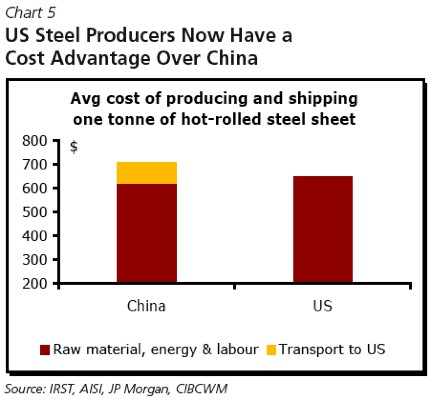 Chart 5
US Steel Producers Now Have a
Cost Advantage Over China
Avg cost of producing and shipping
one tonne of hot-rolled steel sheet
$
800
700
600
500
400
300
200
China US
Raw material, energy & labour Transport to US
Source: IRST, AISI, JP Morgan, CIBCWM